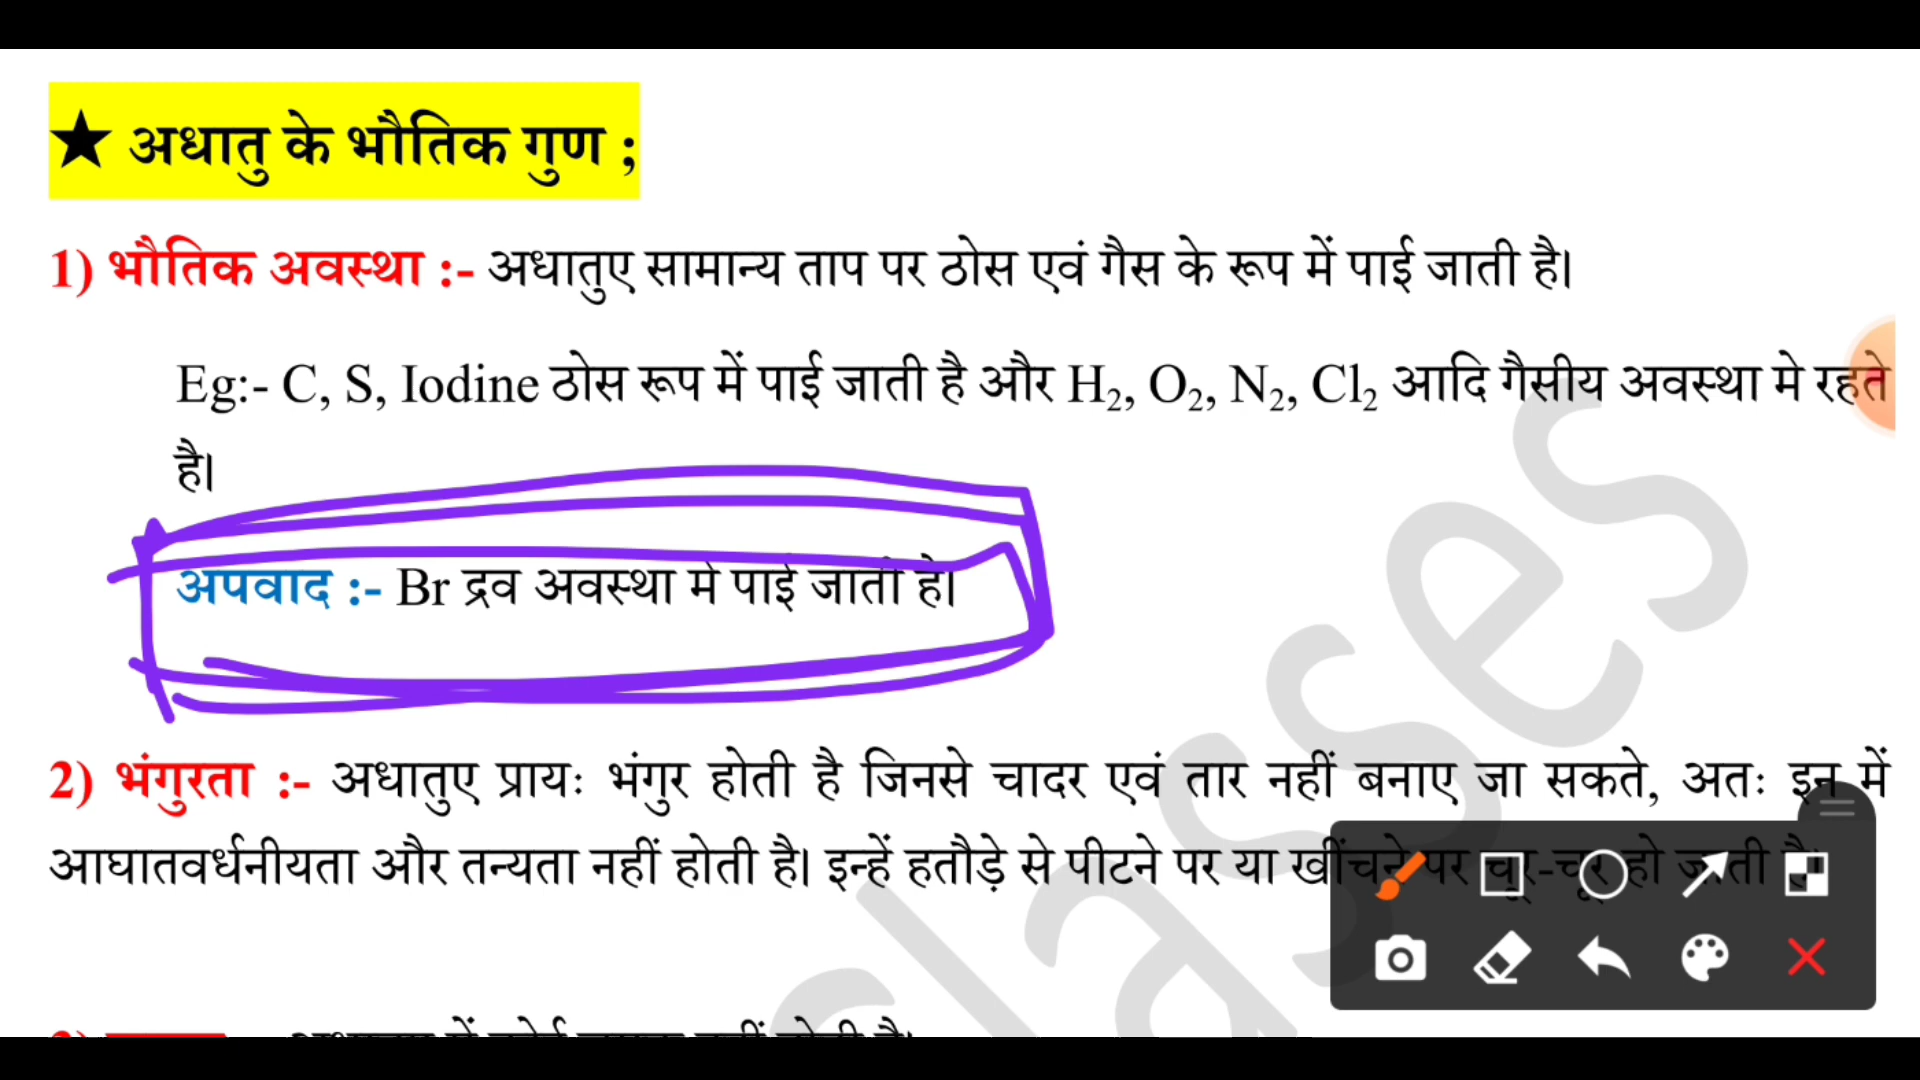 ★ अधातु के भौतिक गुण ;
1) भौतिक अवस्था :- अधातुए सामान्य ताप पर ठोस एवं गैस के रूप में पाई जाती है।
Eg:- C, S, Iodine ठोस रूप में पाई जाती है और H₂, O₂, N₂, Cl₂ आदि गैसीय अवस्था मे रहते
है।
अपवाद :- Br द्रव अवस्था मे पाई जाती है।
2) भंगुरता :- अधातुए प्रायः भंगुर होती है जिनसे चादर एवं तार नहीं बनाए जा सकते, अतः इन में
आघातवर्धनीयता और तन्यता नहीं होती है। इन्हें हतौड़े से पीटने पर या खींचने पर चूर-चूर हो जाती है।